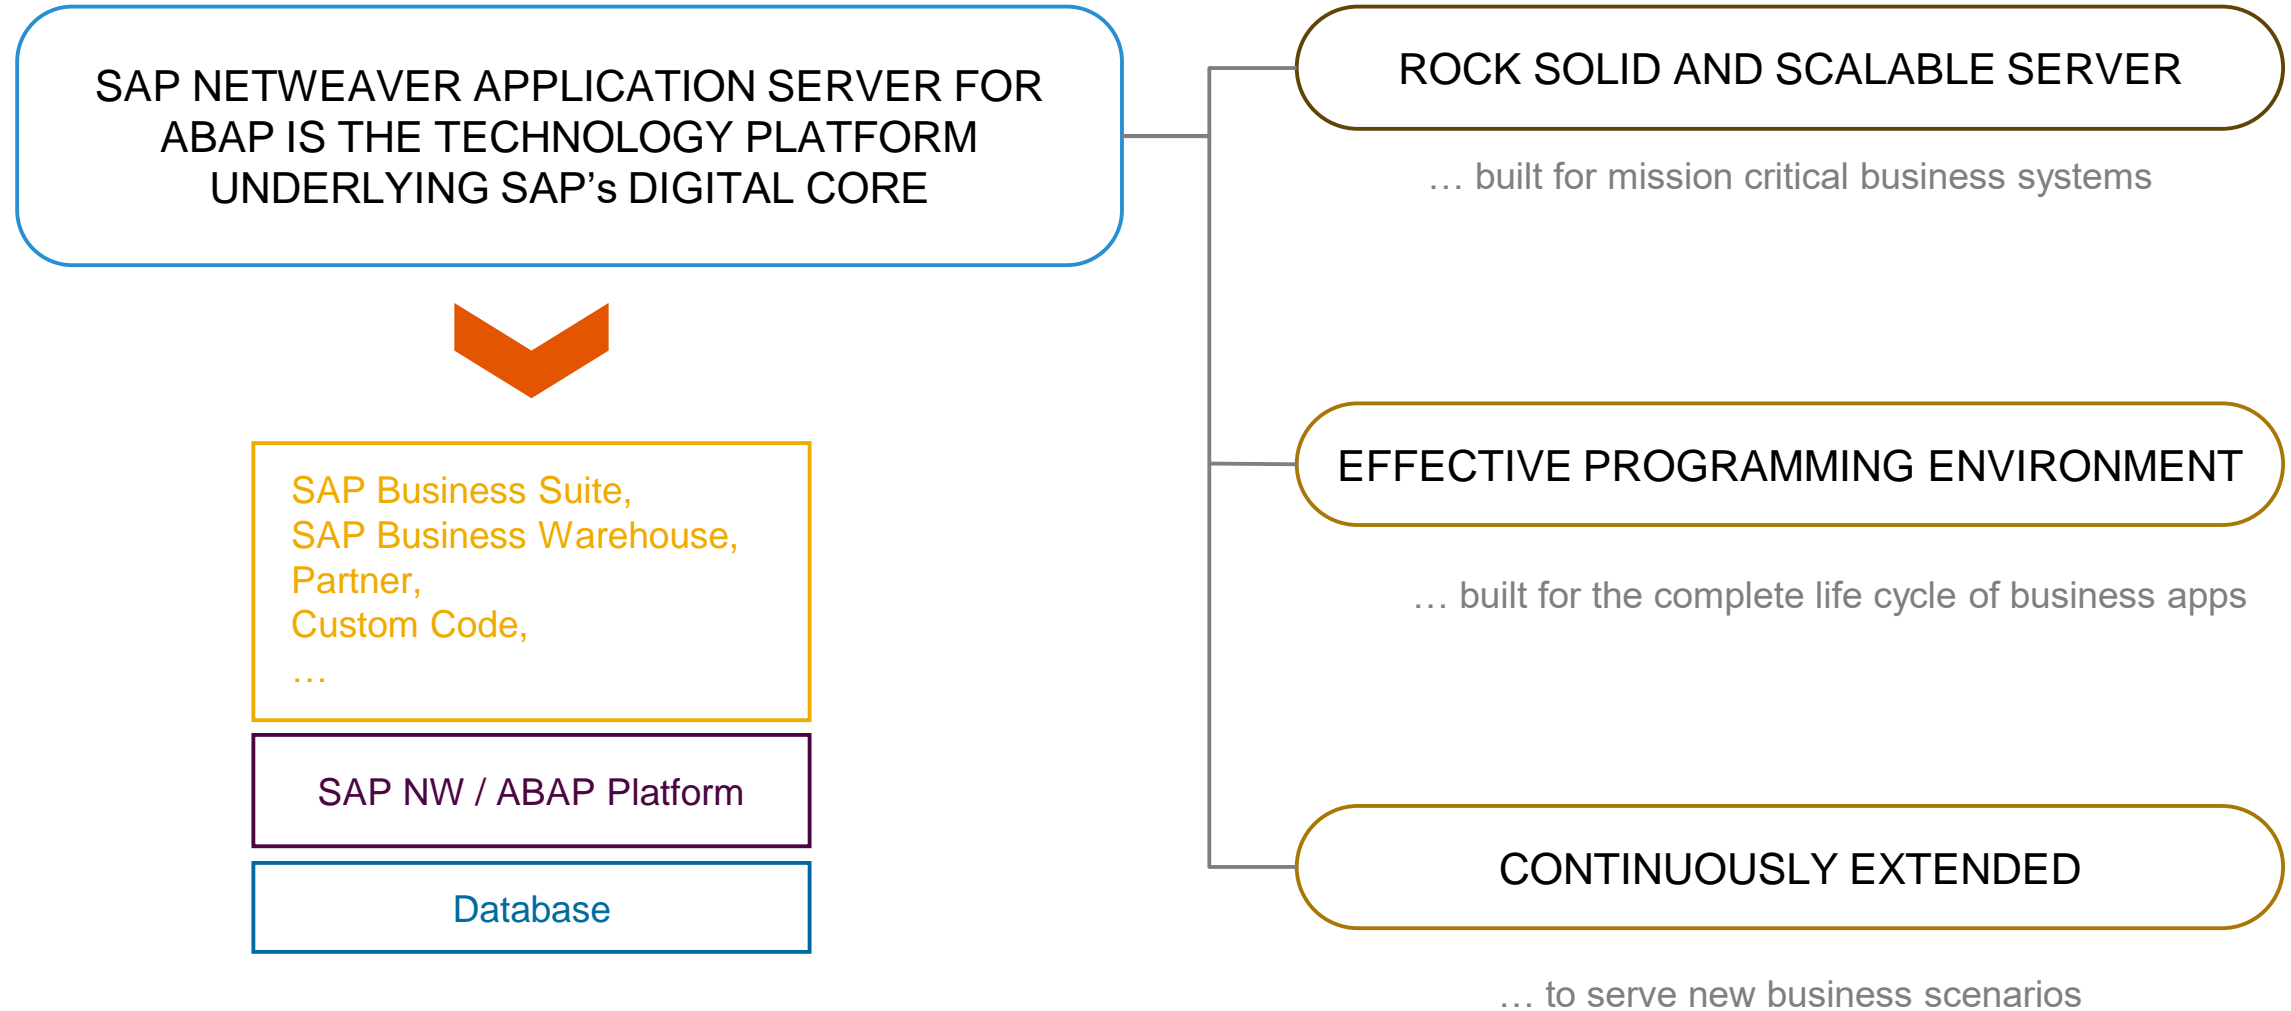 SAP NETWEAVER APPLICATION SERVER FOR
ABAP IS THE TECHNOLOGY PLATFORM
UNDERLYING SAP’s DIGITAL CORE
SAP Business Suite,
SAP Business Warehouse,
Partner,
Custom Code,
…
SAP NW / ABAP Platform
Database
ROCK SOLID AND SCALABLE SERVER
… built for mission critical business systems
EFFECTIVE PROGRAMMING ENVIRONMENT
… built for the complete life cycle of business apps
CONTINUOUSLY EXTENDED
… to serve new business scenarios